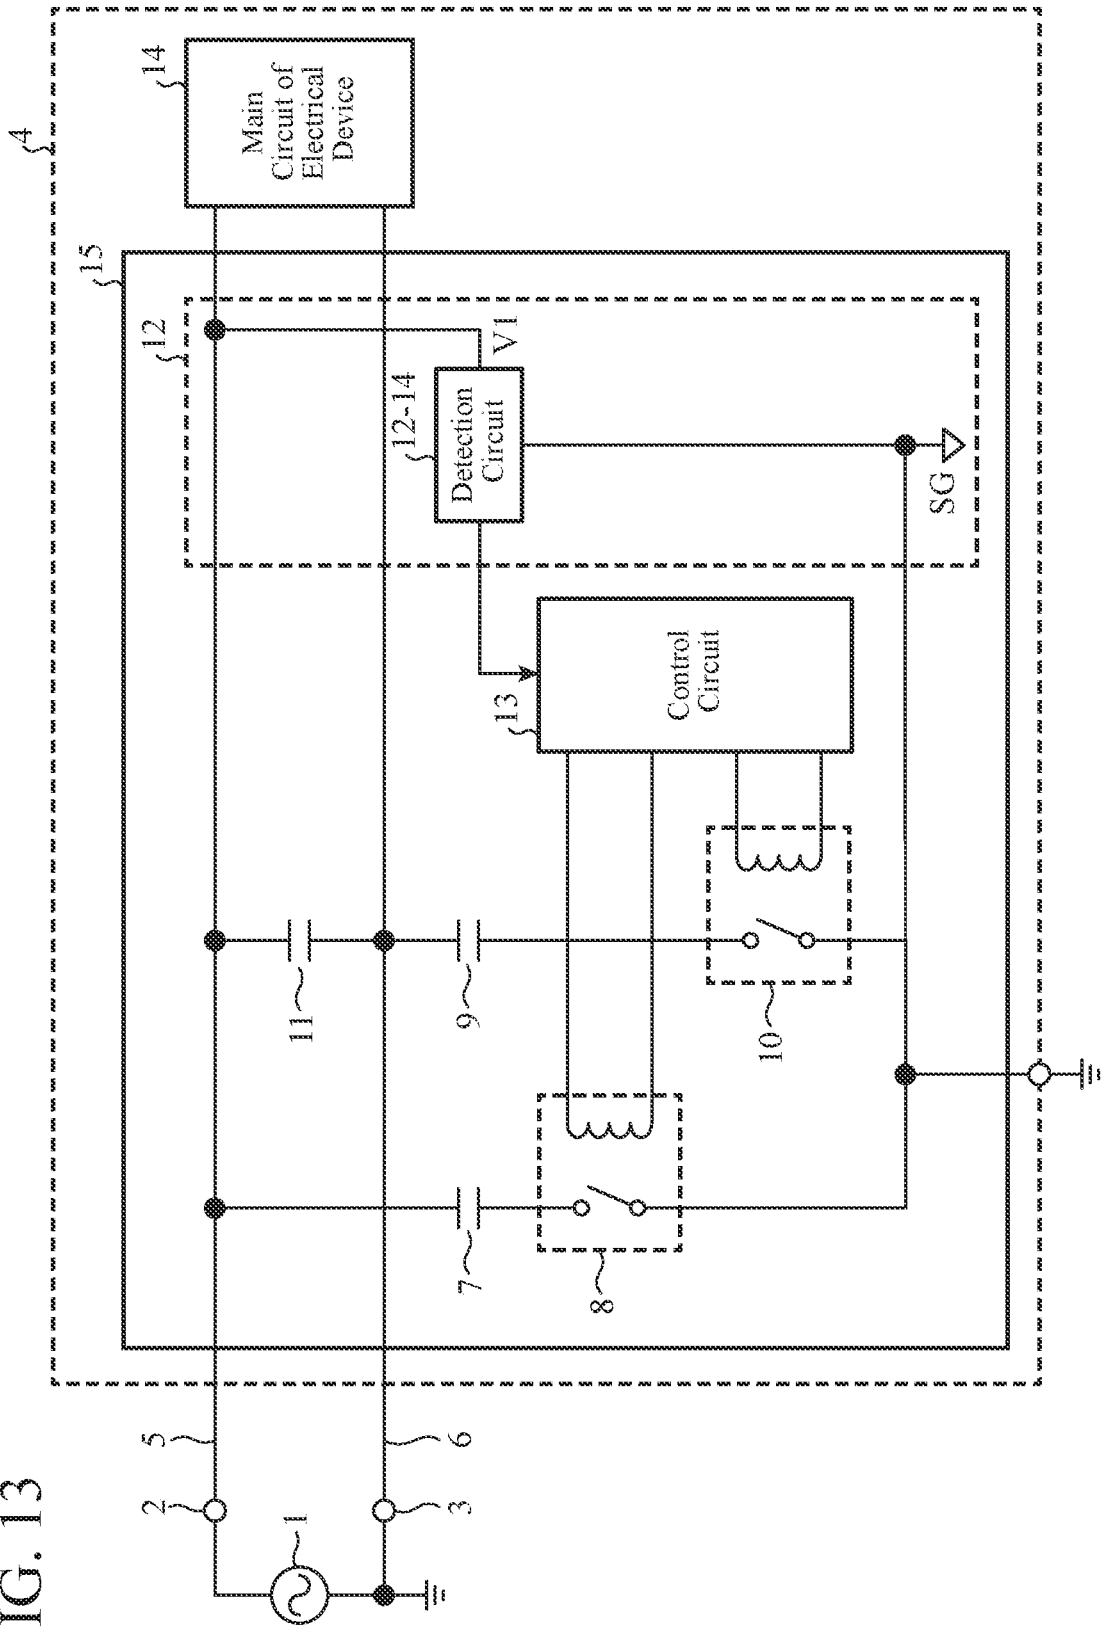 IG. 13
4
14
Main
Circuit of
Electrical
Device
15
12
V1
12-14
Detection
Circuit
SG
13
Control
Circuit
11
9
10
7
8
5
6
2
3
1